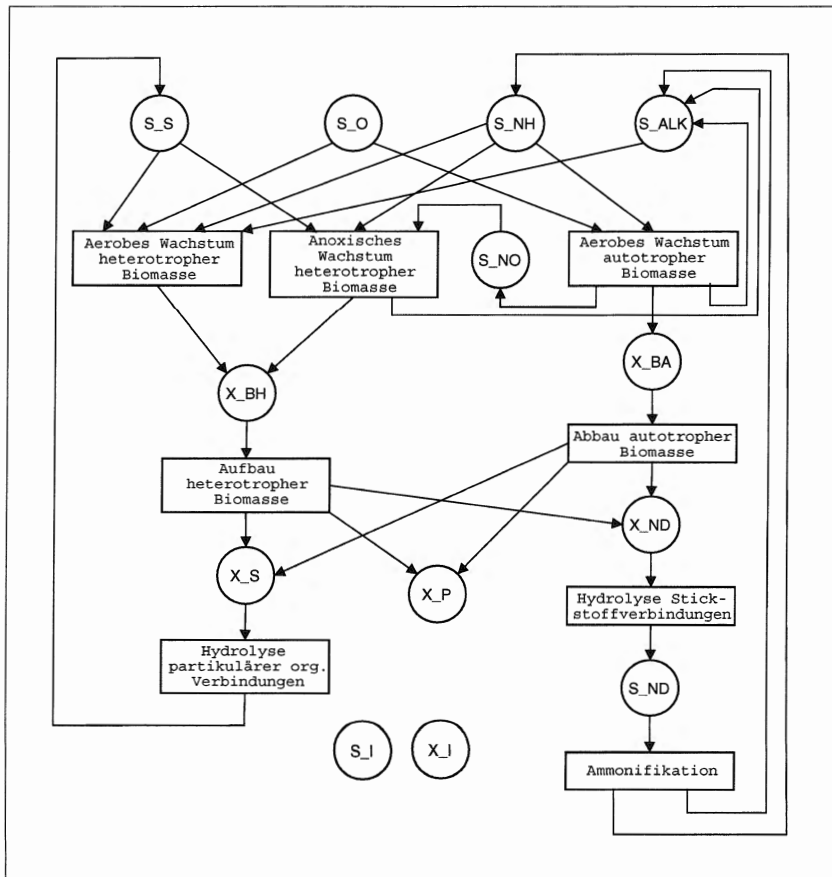 S_S
S_O
S_NH
S_ALK
Aerobes Wachstum
heterotropher
Biomasse
Anoxisches
Wachstum
heterotropher
Biomasse
S_NO
Aerobes Wachstum
autotropher
Biomasse
X_BH
X_BA
Aufbau
heterotropher
Biomasse
Abbau autotropher
Biomasse
X_S
X_P
X_ND
Hydrolyse Stick-
stoffverbindungen
Hydrolyse
partikulärer org.
Verbindungen
S_ND
S_I
X_I
Ammonifikation